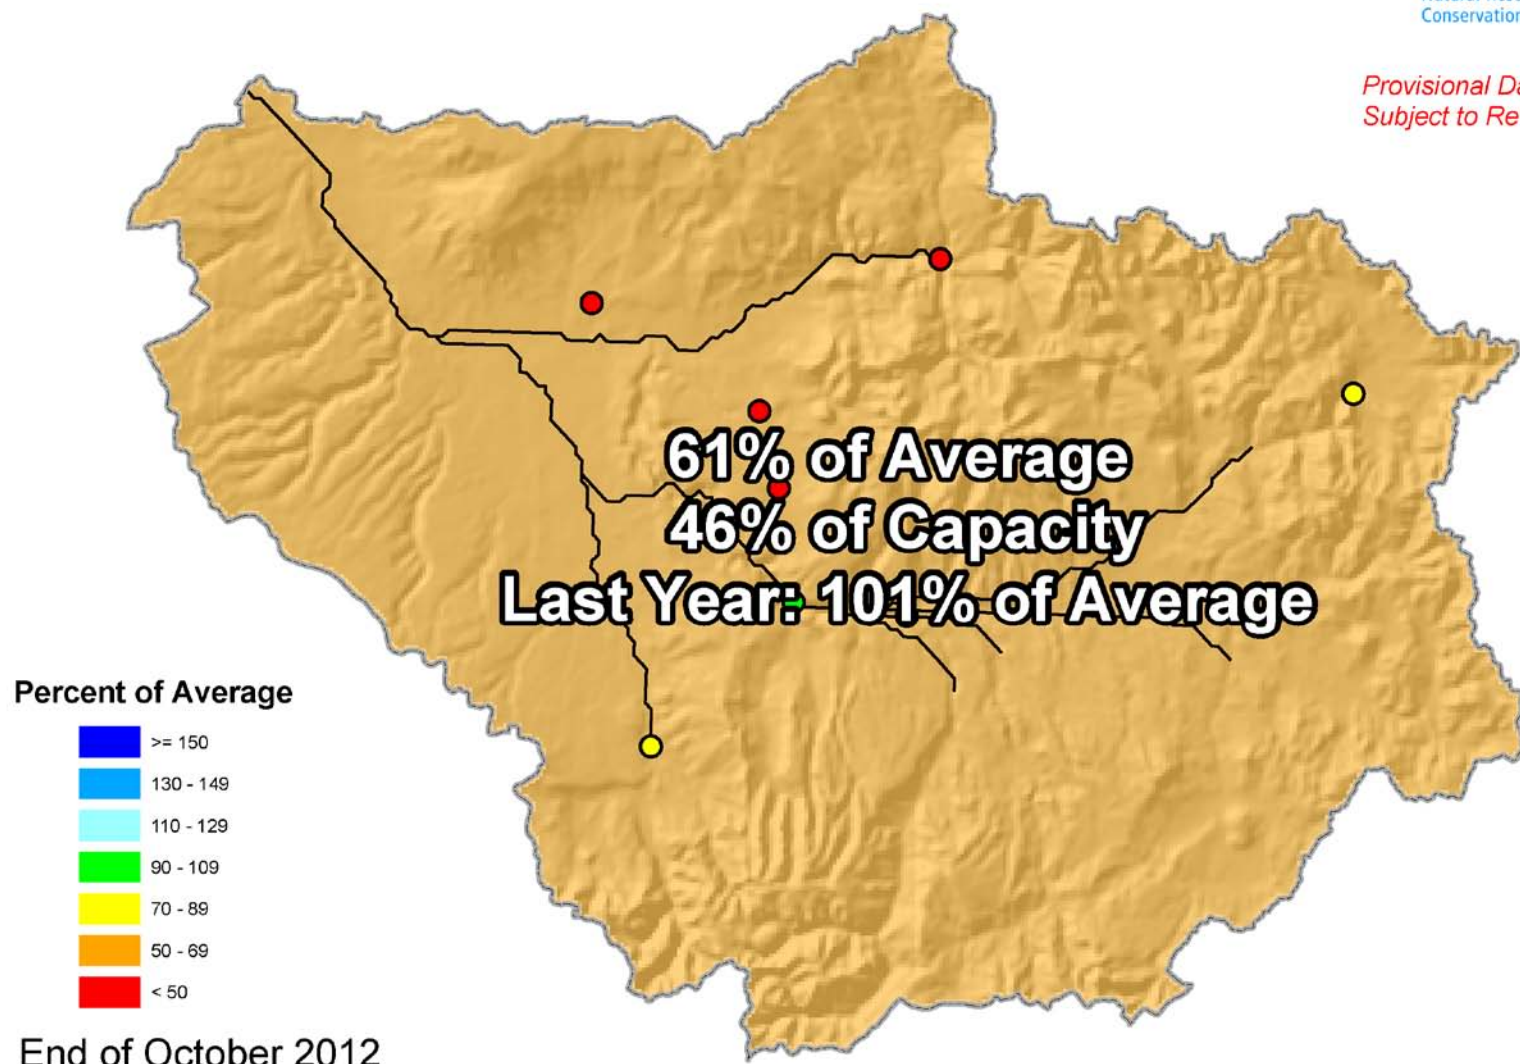 Conservation
Provisional Da
Subject to Re
61% of Average
46% of Capacity
Last Year: 101% of Average
Percent of Average
>= 150
130 - 149
110 - 129
90 - 109
70 - 89
50 - 69
< 50
End of October 2012